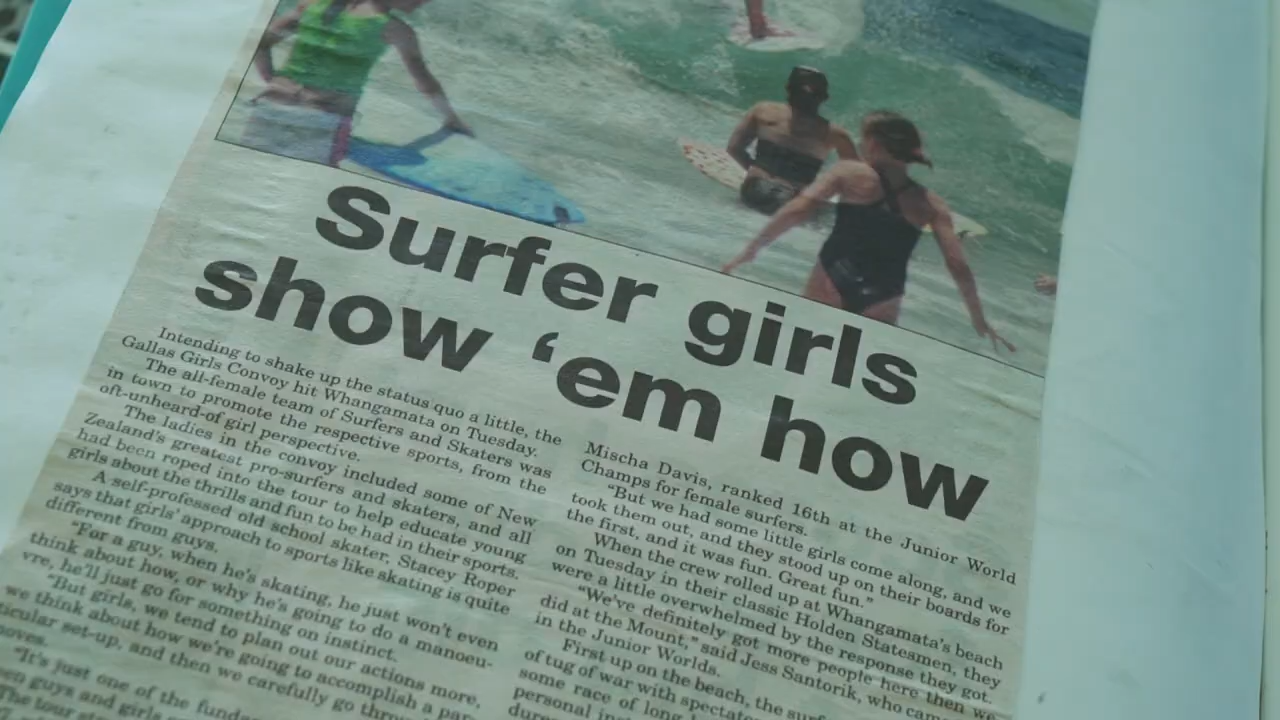 Surfer girls
show ‘em how
Intending to shake up the status quo a little, the
Gallas Girls Convoy hit Whangamata on Tuesday.
The all-female team of Surfers and Skaters was
in town to promote the respective sports, from the
oft-unheard-of girl perspective.
The ladies in the convoy included some of New
Zealand's greatest pro-surfers and skaters, and all
had been roped into the tour to help educate young
girls about the thrills and fun to be had in their sports.
A self-professed old school skater, Stacey Roper
says that girls' approach to sports like skating is quite
different from guys.
“For a guy, when he's skating, he just won't even
think about how, or why he's going to do a manoeu-
vre, he'll just go for something on instinct.
“But girls, we tend to plan out our actions more,
we think about how we're going to accomplish a par-
ticular set-up, and then we carefully go
“It's just one of the
guys and girls
The tour
Mischa Davis, ranked 16th at the Junior World
Champs for female surfers.
“But we had some little girls come along, and we
took them out, and they stood up on their boards for
the first, and it was fun. Great fun.”
When the crew rolled up at Whangamata's beach
on Tuesday in their classic Holden Statesmen, they
were a little overwhelmed by the response they got.
“We've definitely got more people here then we
did at the Mount,” said Jess Santorik, who came
in the Junior Worlds.
First up on the beach, the
of tug of war with
some race of long
personal